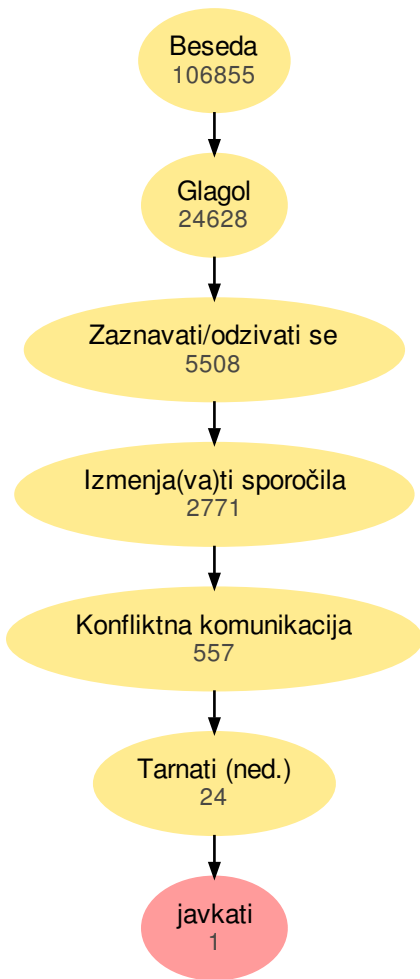 Beseda
106855
Glagol
24628
Zaznavati/odzivati se
5508
Izmenja(va)ti sporočila
2771
Konfliktna komunikacija
557
Tarnati (ned.)
24
javkati
1